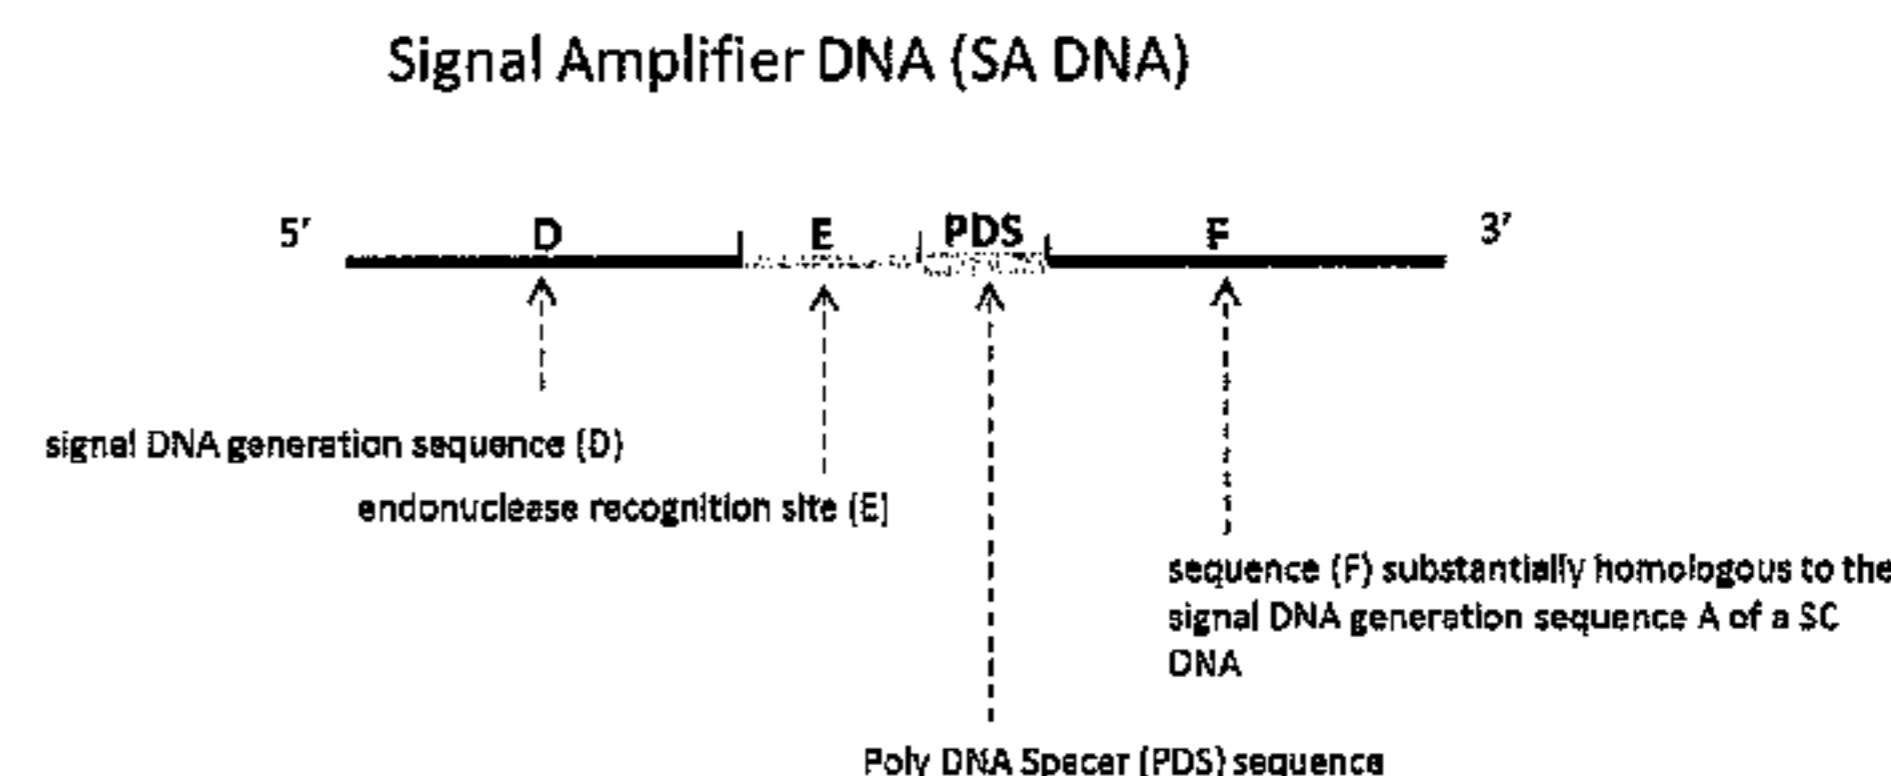 Signal Amplifier DNA (SA DNA)
5' D E PDS F 3'
signal DNA generation sequence (D)
endonuclease recognition site (E)
sequence (F) substantially homologous to the
signal DNA generation sequence A of a SC
DNA
Poly DNA Spacer (PDS) sequence